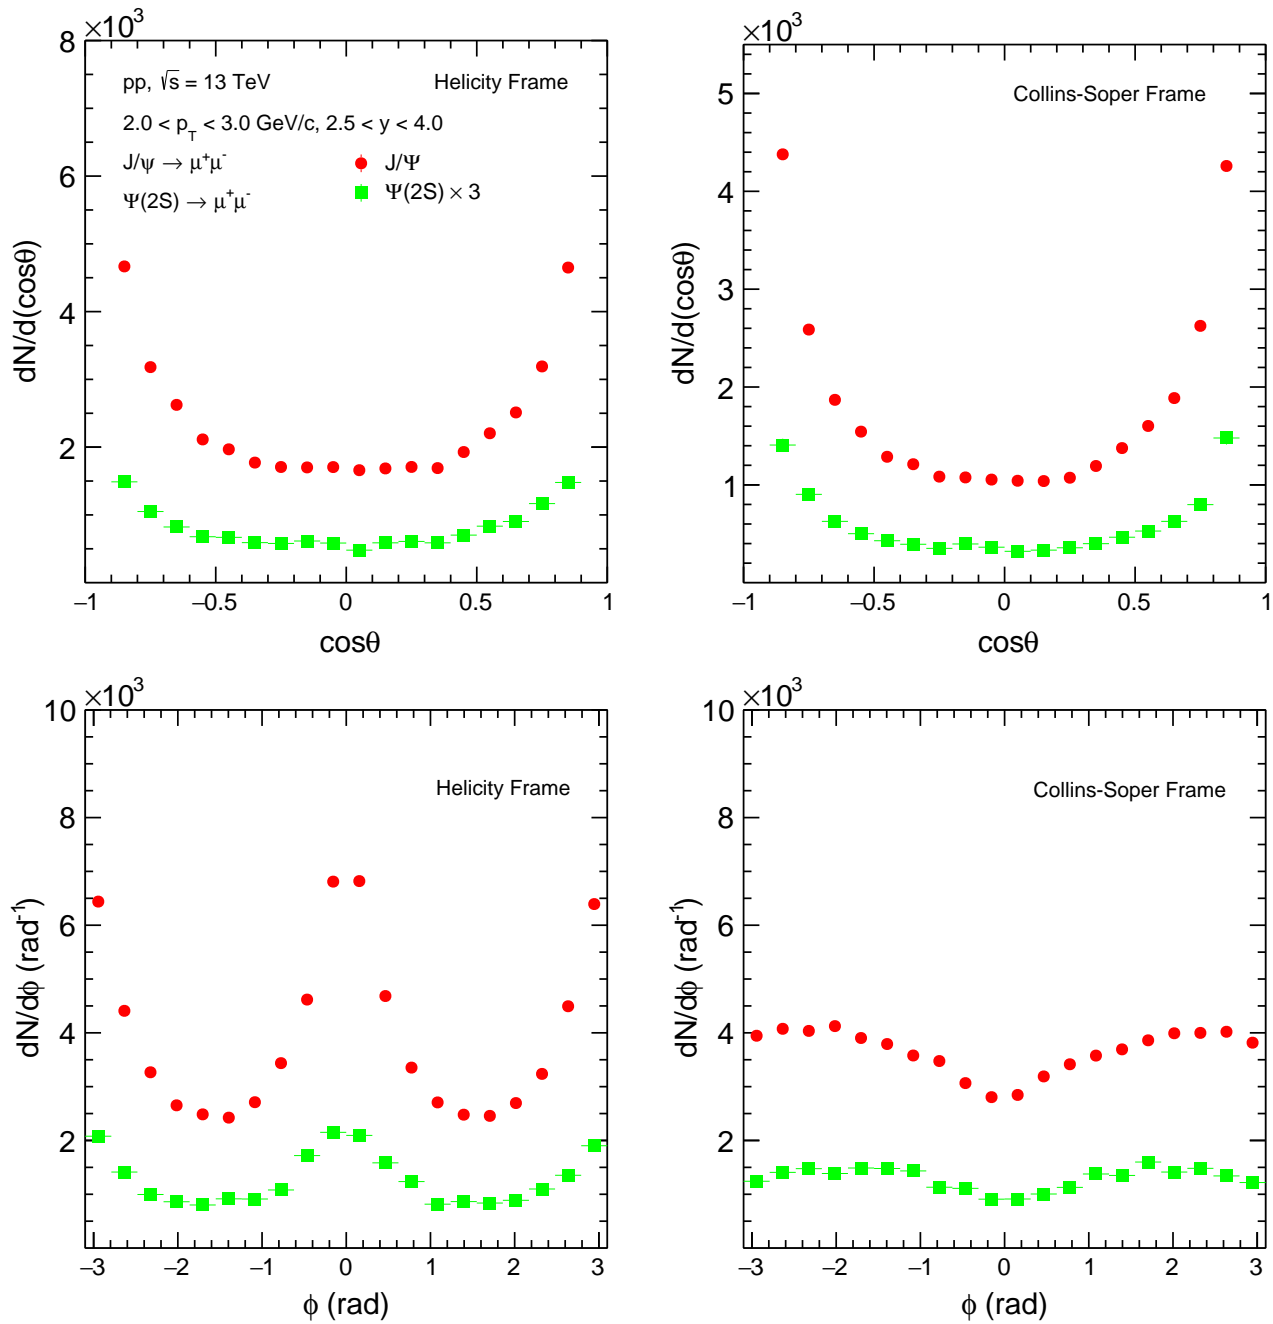 ×10³
8
6
4
2
dN/d(cosθ)
pp, √s = 13 TeV
Helicity Frame
2.0 < p_T < 3.0 GeV/c, 2.5 < y < 4.0
J/ψ → μ⁺μ⁻
J/Ψ
Ψ(2S) → μ⁺μ⁻
Ψ(2S) × 3
−1 −0.5 0 0.5 1
cosθ
×10³
5
4
3
2
1
dN/d(cosθ)
Collins-Soper Frame
−1 −0.5 0 0.5 1
cosθ
×10³
10
8
6
4
2
dN/dϕ (rad⁻¹)
Helicity Frame
−3 −2 −1 0 1 2 3
ϕ (rad)
×10³
10
8
6
4
2
dN/dϕ (rad⁻¹)
Collins-Soper Frame
−3 −2 −1 0 1 2 3
ϕ (rad)